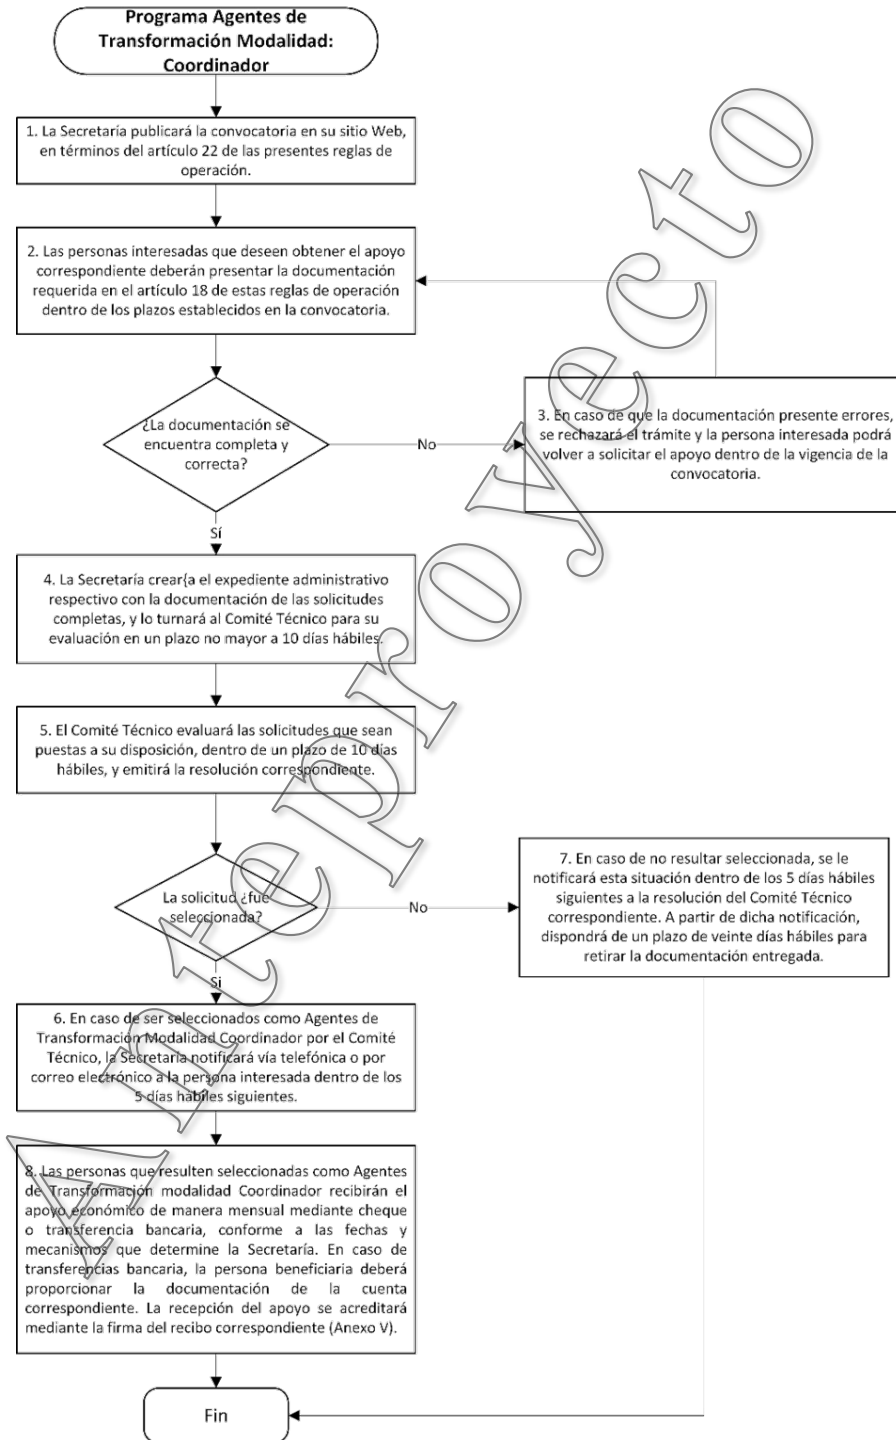 Programa Agentes de
Transformación Modalidad:
Coordinador
1. La Secretaría publicará la convocatoria en su sitio Web,
en términos del artículo 22 de las presentes reglas de
operación.
2. Las personas interesadas que deseen obtener el apoyo
correspondiente deberán presentar la documentación
requerida en el artículo 18 de estas reglas de operación
dentro de los plazos establecidos en la convocatoria.
¿La documentación se
encuentra completa y
correcta?
No
3. En caso de que la documentación presente errores,
se rechazará el trámite y la persona interesada podrá
volver a solicitar el apoyo dentro de la vigencia de la
convocatoria.
Sí
4. La Secretaría crear{a el expediente administrativo
respectivo con la documentación de las solicitudes
completas, y lo turnará al Comité Técnico para su
evaluación en un plazo no mayor a 10 días hábiles.
5. El Comité Técnico evaluará las solicitudes que sean
puestas a su disposición, dentro de un plazo de 10 días
hábiles, y emitirá la resolución correspondiente.
La solicitud ¿fue
seleccionada?
No
7. En caso de no resultar seleccionada, se le
notificará esta situación dentro de los 5 días hábiles
siguientes a la resolución del Comité Técnico
correspondiente. A partir de dicha notificación,
dispondrá de un plazo de veinte días hábiles para
retirar la documentación entregada.
Si
6. En caso de ser seleccionados como Agentes de
Transformación Modalidad Coordinador por el Comité
Técnico, la Secretaría notificará vía telefónica o por
correo electrónico a la persona interesada dentro de los
5 días hábiles siguientes.
8. Las personas que resulten seleccionadas como Agentes
de Transformación modalidad Coordinador recibirán el
apoyo económico de manera mensual mediante cheque
o transferencia bancaria, conforme a las fechas y
mecanismos que determine la Secretaría. En caso de
transferencias bancaria, la persona beneficiaria deberá
proporcionar la documentación de la cuenta
correspondiente. La recepción del apoyo se acreditará
mediante la firma del recibo correspondiente (Anexo V).
Fin
Anteproyecto